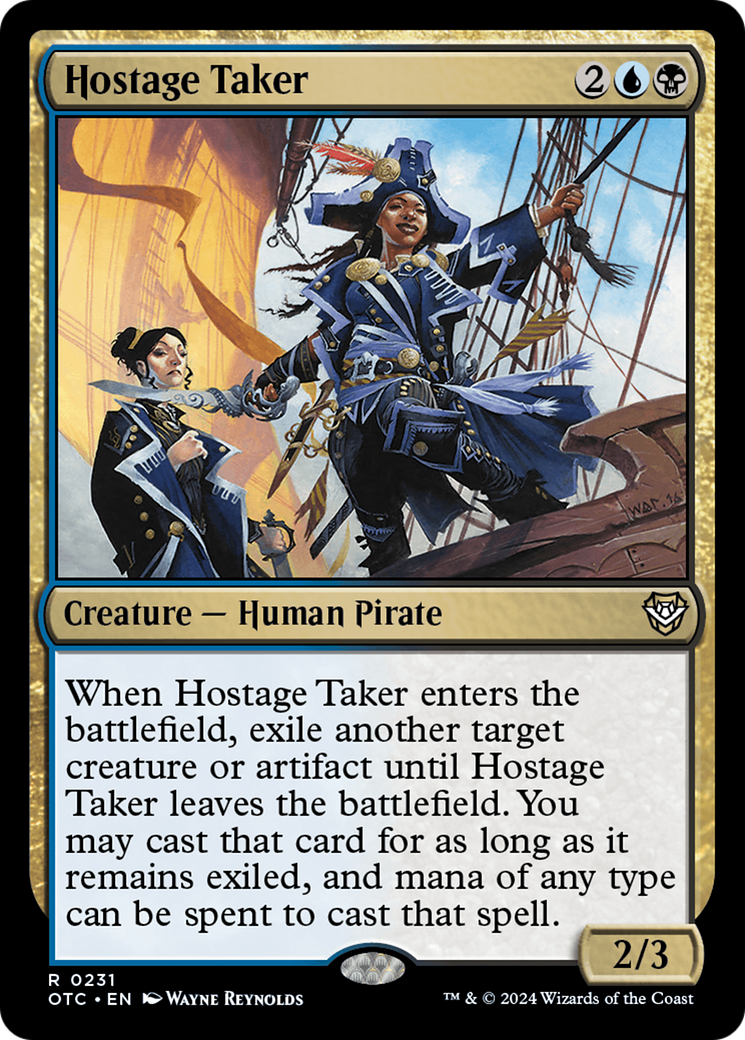 Hostage Taker 2
Creature — Human Pirate
When Hostage Taker enters the
battlefield, exile another target
creature or artifact until Hostage
Taker leaves the battlefield. You
may cast that card for as long as it
remains exiled, and mana of any type
can be spent to cast that spell.
2/3
R 0231
OTC • EN Wayne Reynolds
™ & © 2024 Wizards of the Coast